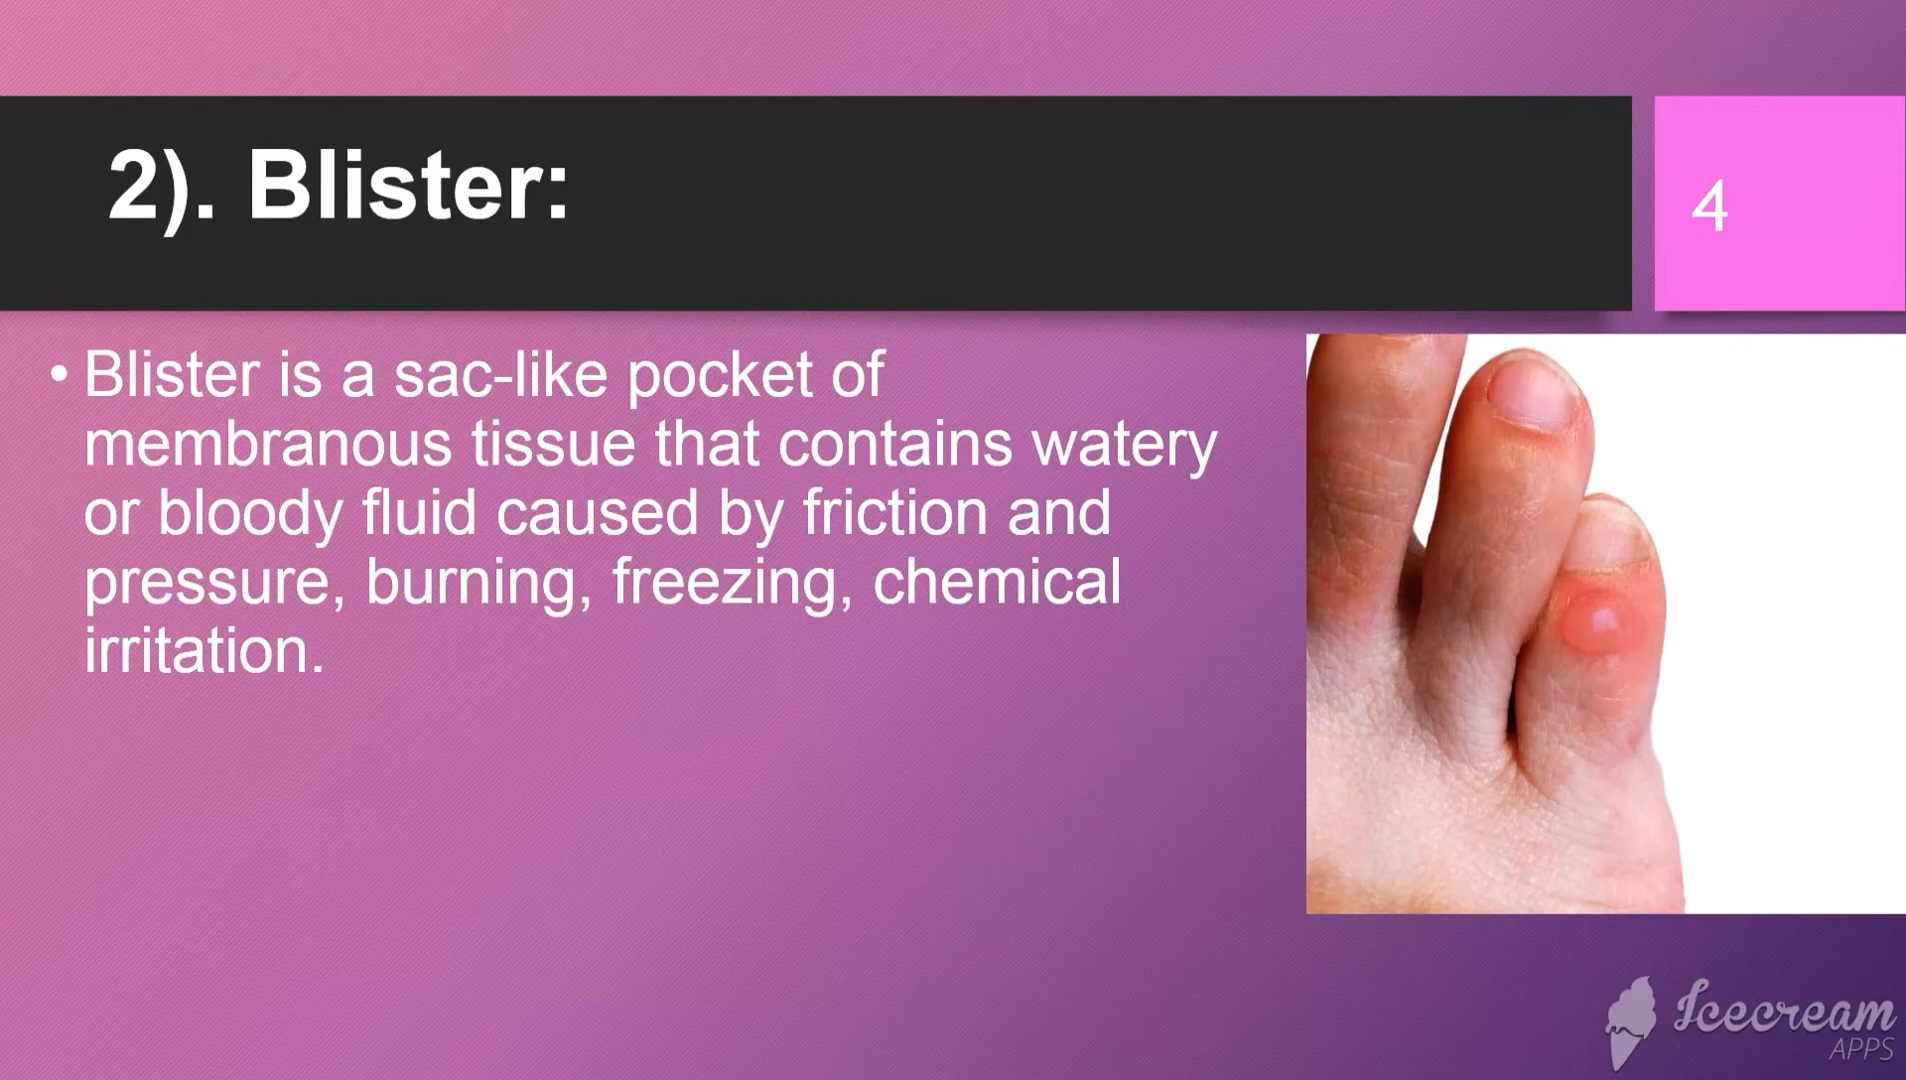 2). Blister:
4
• Blister is a sac-like pocket of
membranous tissue that contains watery
or bloody fluid caused by friction and
pressure, burning, freezing, chemical
irritation.
Icecream
APPS